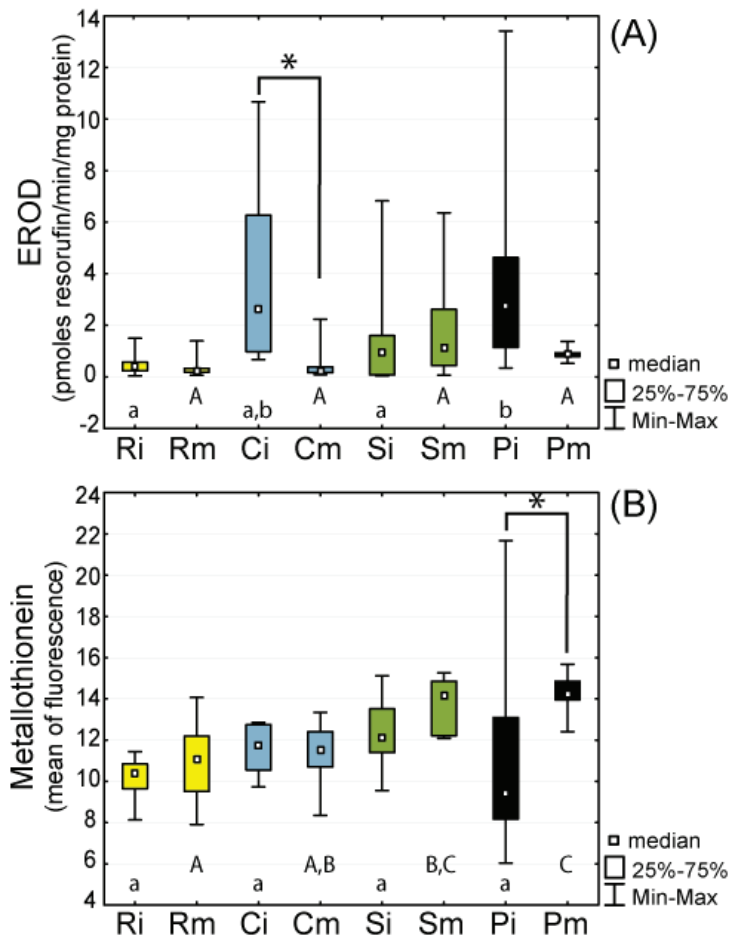 (A)
14
12
10
8
6
4
2
0
-2
EROD
(pmoles resorufin/min/mg protein)
*
a A a,b A a A b A
Ri Rm Ci Cm Si Sm Pi Pm
median
25%-75%
Min-Max
(B)
24
22
20
18
16
14
12
10
8
6
4
Metallothionein
(mean of fluorescence)
*
a A a A,B a B,C a C
Ri Rm Ci Cm Si Sm Pi Pm
median
25%-75%
Min-Max